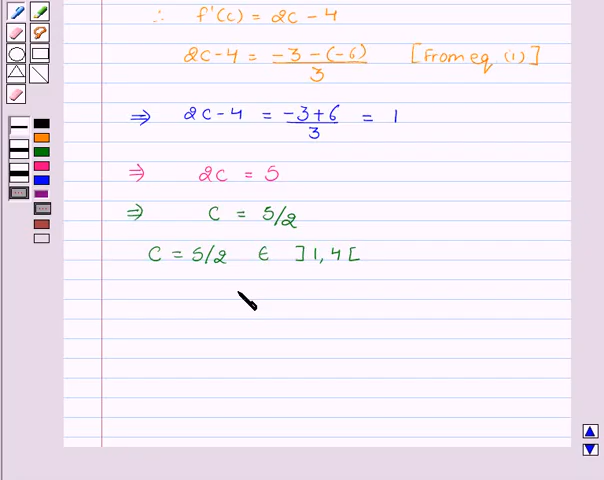 ∴ f'(c) = 2c - 4
2c - 4 = -3 - (-6) / 3 [From eq. (1)]
⇒ 2c - 4 = -3 + 6 / 3 = 1
⇒ 2c = 5
⇒ c = 5/2
c = 5/2 ∈ ]1, 4[